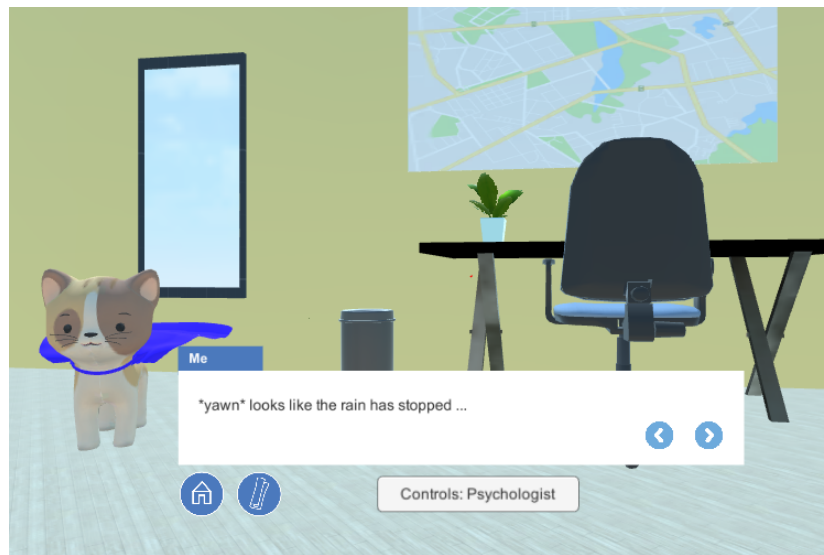 Me
*yawn* looks like the rain has stopped ...
Controls: Psychologist